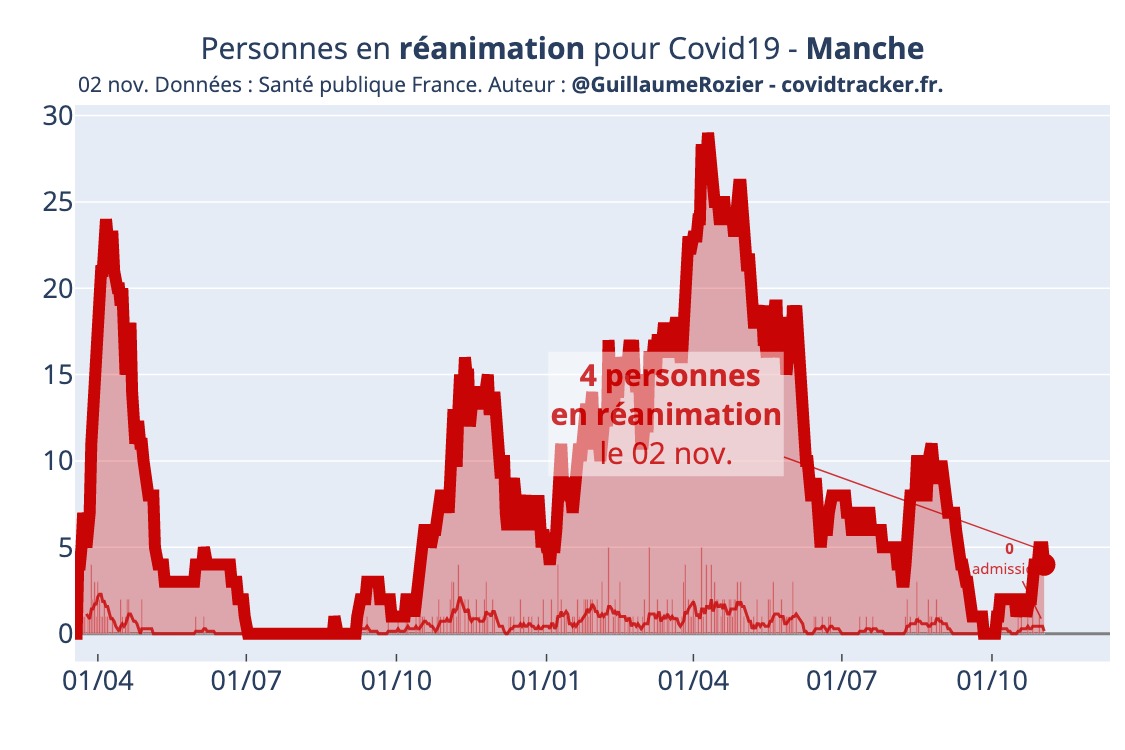 Personnes en réanimation pour Covid19 - Manche
02 nov. Données : Santé publique France. Auteur : @GuillaumeRozier - covidtracker.fr.
30
25
20
15
10
5
0
4 personnes
en réanimation
le 02 nov.
0
01/04 01/07 01/10 01/01 01/04 01/07 01/10